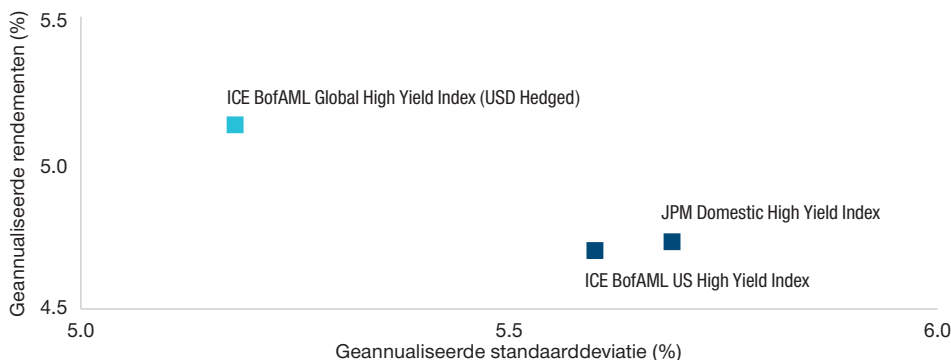 Geannualiseerde rendementen (%)
5.5
ICE BofAML Global High Yield Index (USD Hedged)
5.0
JPM Domestic High Yield Index
ICE BofAML US High Yield Index
4.5
5.0
5.5
6.0
Geannualiseerde standaarddeviatie (%)